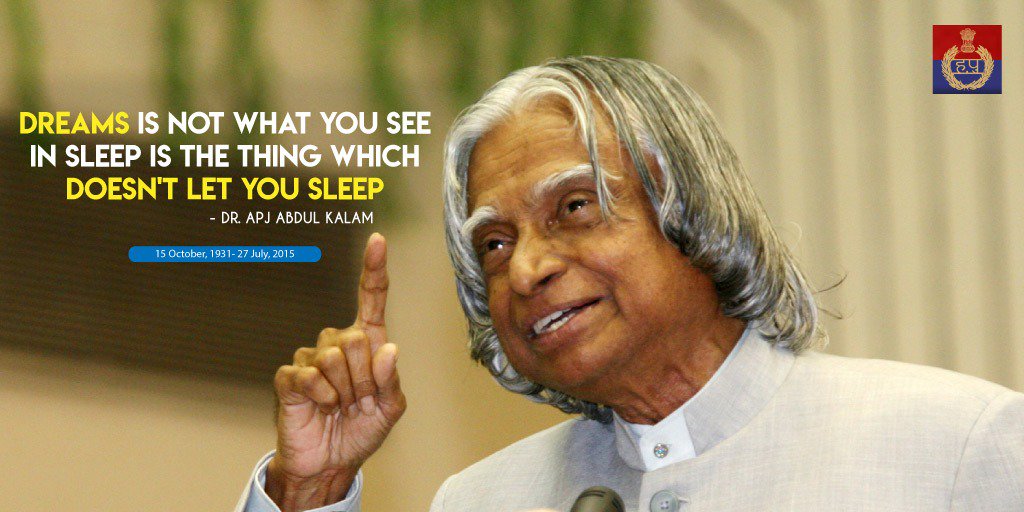 DREAMS IS NOT WHAT YOU SEE
IN SLEEP IS THE THING WHICH
DOESN'T LET YOU SLEEP
- DR. APJ ABDUL KALAM
15 October, 1931- 27 July, 2015
ह पु